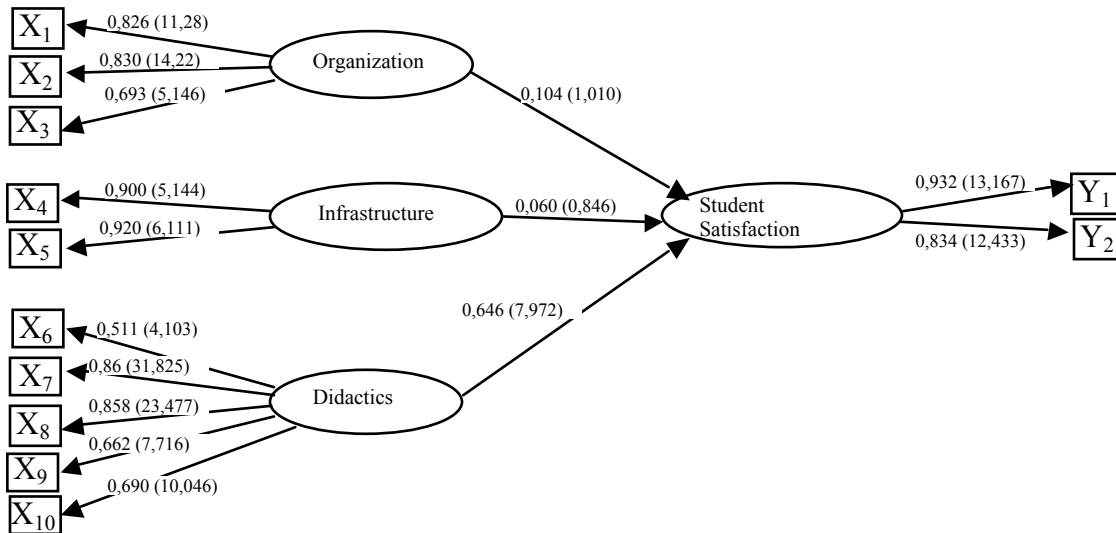 X1
0,826 (11,28)
X2
0,830 (14,22)
X3
0,693 (5,146)
Organization
0,104 (1,010)
X4
0,900 (5,144)
X5
0,920 (6,111)
Infrastructure
0,060 (0,846)
Student
Satisfaction
0,932 (13,167)
Y1
0,834 (12,433)
Y2
X6
0,511 (4,103)
X7
0,86 (31,825)
X8
0,858 (23,477)
X9
0,662 (7,716)
X10
0,690 (10,046)
Didactics
0,646 (7,972)